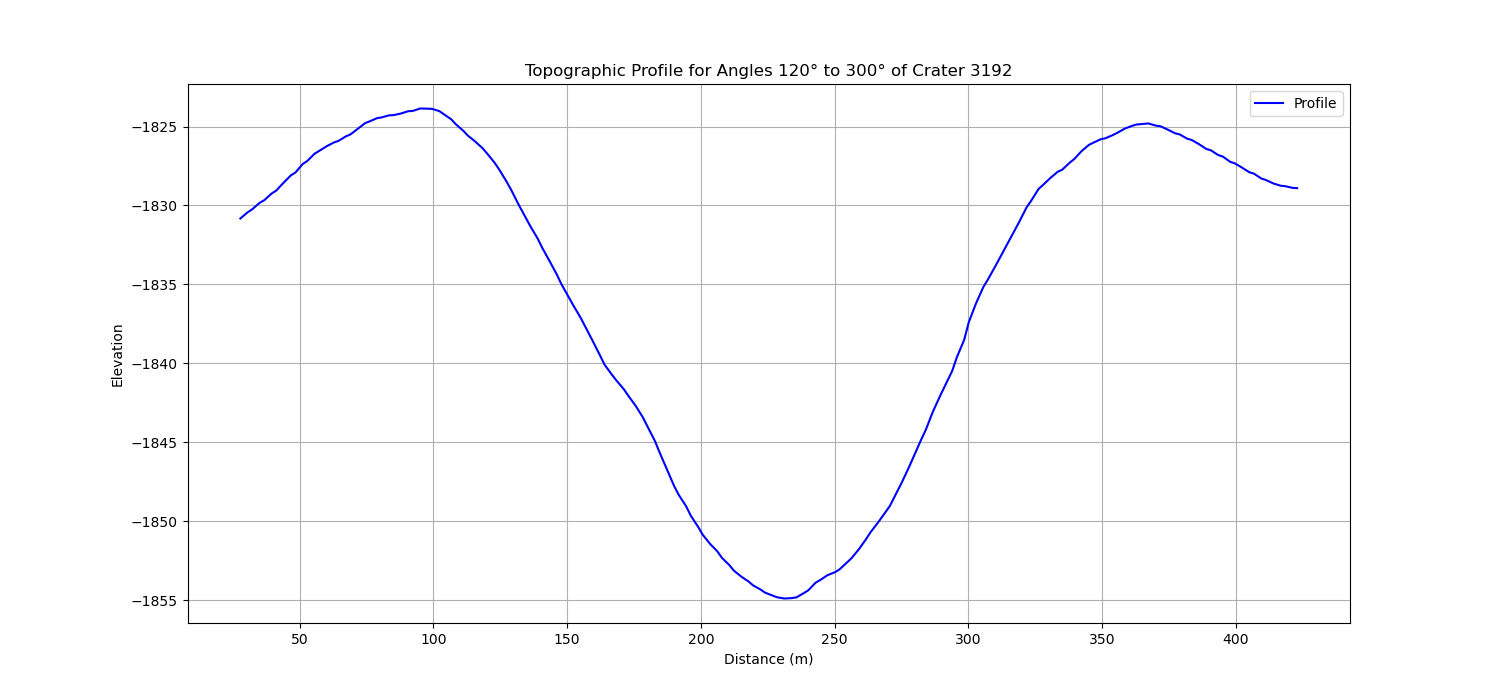 Topographic Profile for Angles 120° to 300° of Crater 3192
Profile
Elevation
−1825
−1830
−1835
−1840
−1845
−1850
−1855
50 100 150 200 250 300 350 400
Distance (m)